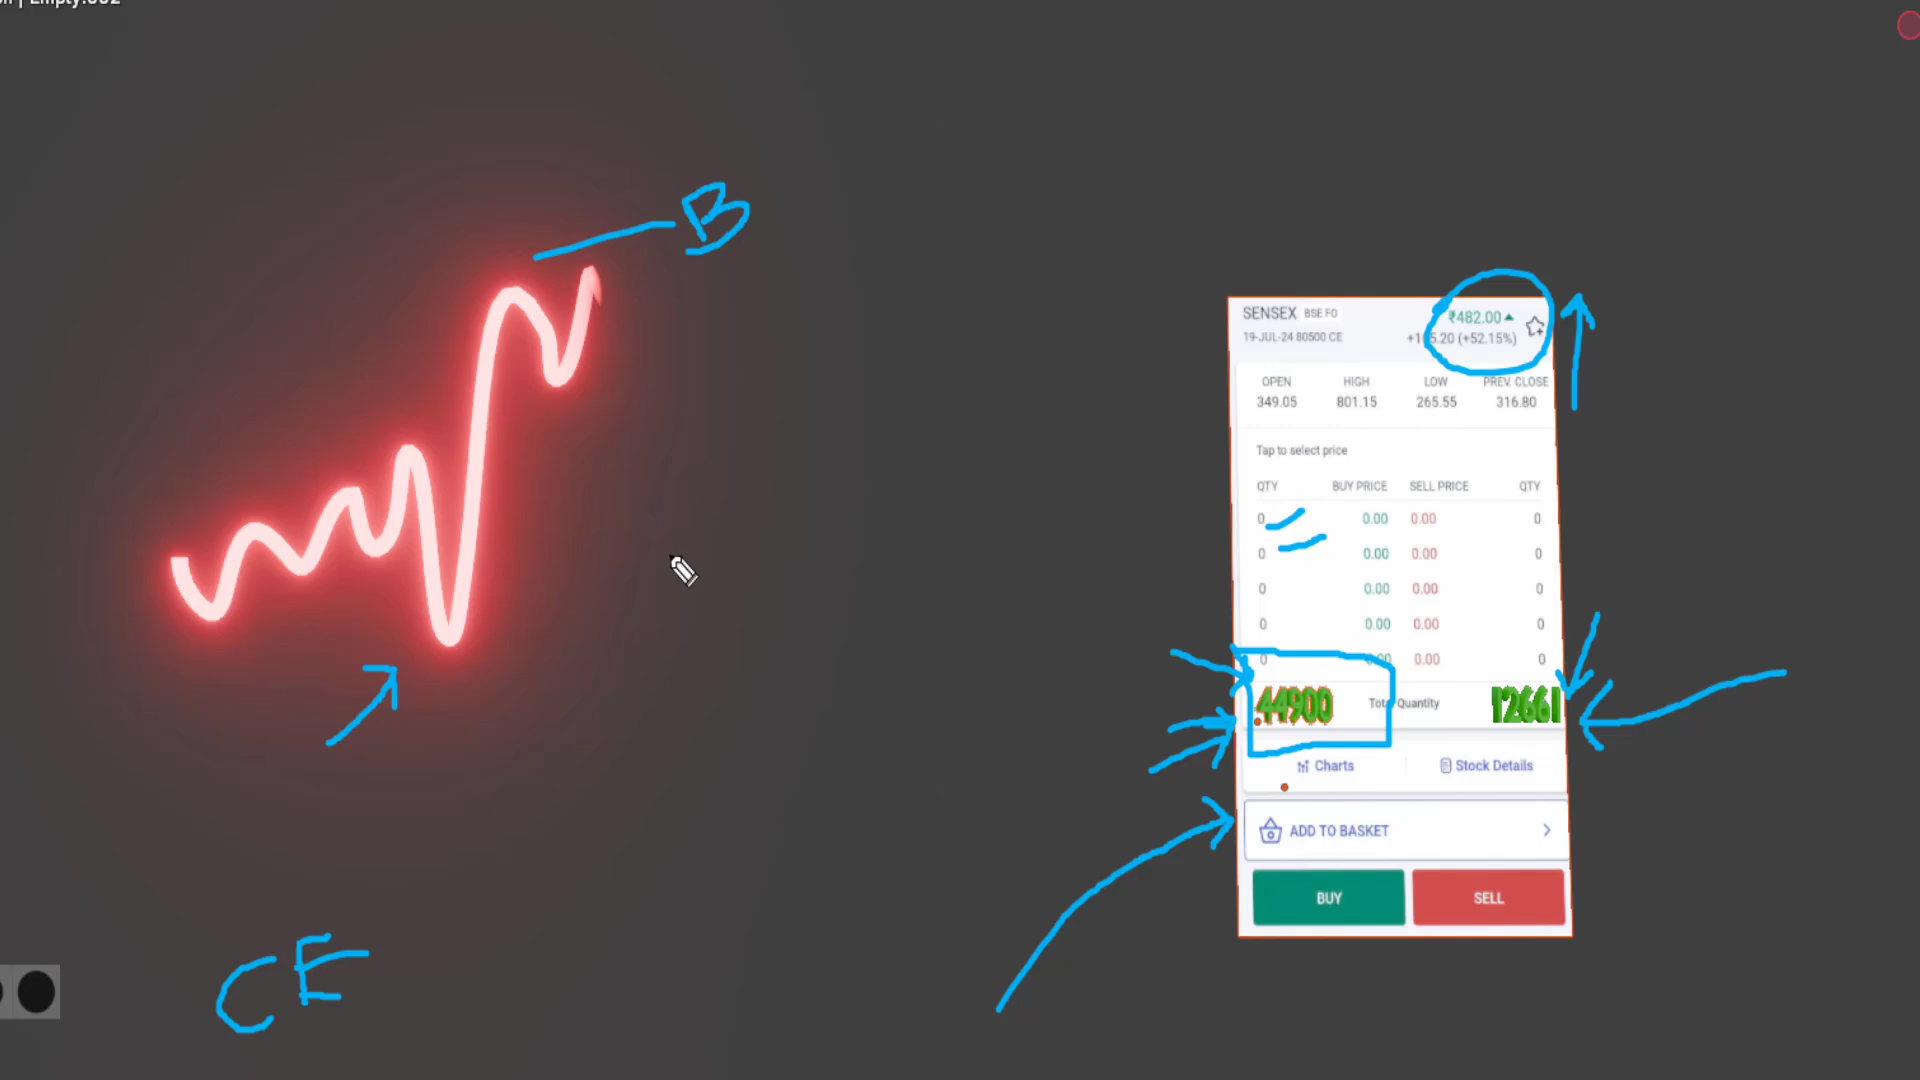 B
SENSEX BSE FO
₹482.00
19-JUL-24 80500 CE
5.20 (+52.15%)
OPEN HIGH LOW PREV. CLOSE
349.05 801.15 265.55 316.80
Tap to select price
QTY BUY PRICE SELL PRICE QTY
0 0.00 0.00 0
0 0.00 0.00 0
0 0.00 0.00 0
0 0.00 0.00 0
0 0.00 0.00 0
44900 Total Quantity 12661
Charts Stock Details
ADD TO BASKET
BUY SELL
CE